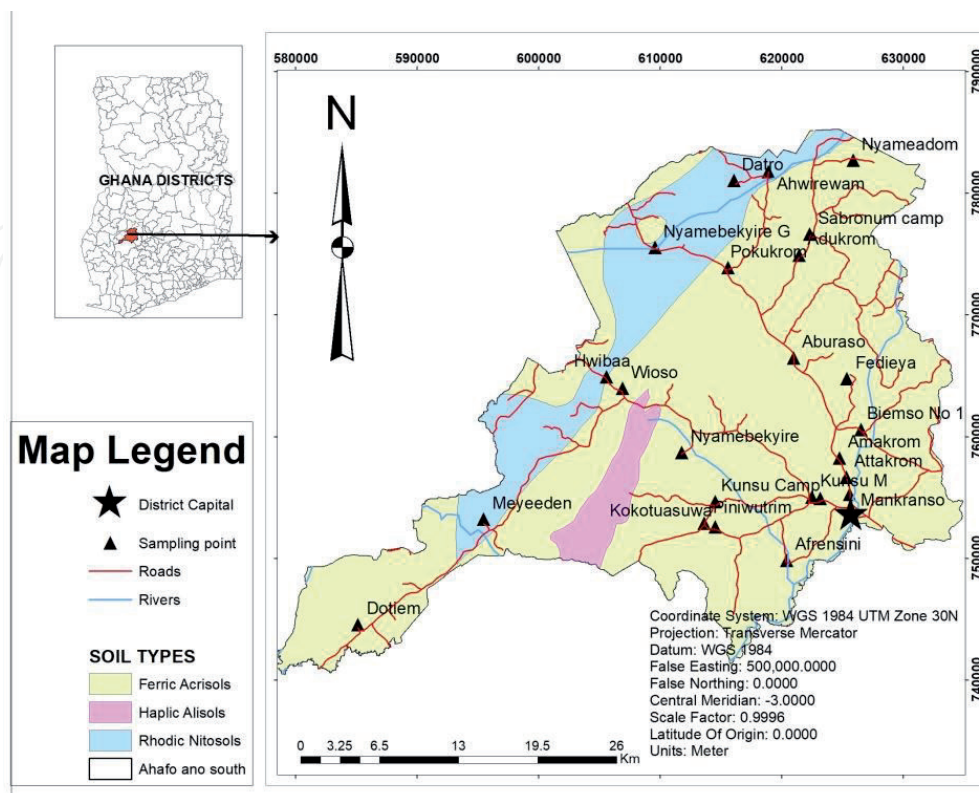 GHANA DISTRICTS
Map Legend
District Capital
Sampling point
Roads
Rivers
SOIL TYPES
Ferric Acrisols
Haplic Alisols
Rhodic Nitosols
Ahafo ano south
580000 590000 600000 610000 620000 630000
790000
780000
770000
760000
750000
740000
N
Nyameadom
Datro
Ahwirewam
Sabronum camp
Nyamebekyire G
Adukrom
Pokukrom
Aburaso
Fedieya
Hwibaa
Wioso
Biemso No 1
Nyamebekyire
Amakrom
Attakrom
Kunsu Camp
Kunsu M
Mankranso
Kokotuasuwa
Piniwutrim
Meyeeden
Afrensini
Dotlem
Coordinate System: WGS 1984 UTM Zone 30N
Projection: Transverse Mercator
Datum: WGS 1984
False Easting: 500,000.0000
False Northing: 0.0000
Central Meridian: -3.0000
Scale Factor: 0.9996
Latitude Of Origin: 0.0000
Units: Meter
0 3.25 6.5 13 19.5 26
Km